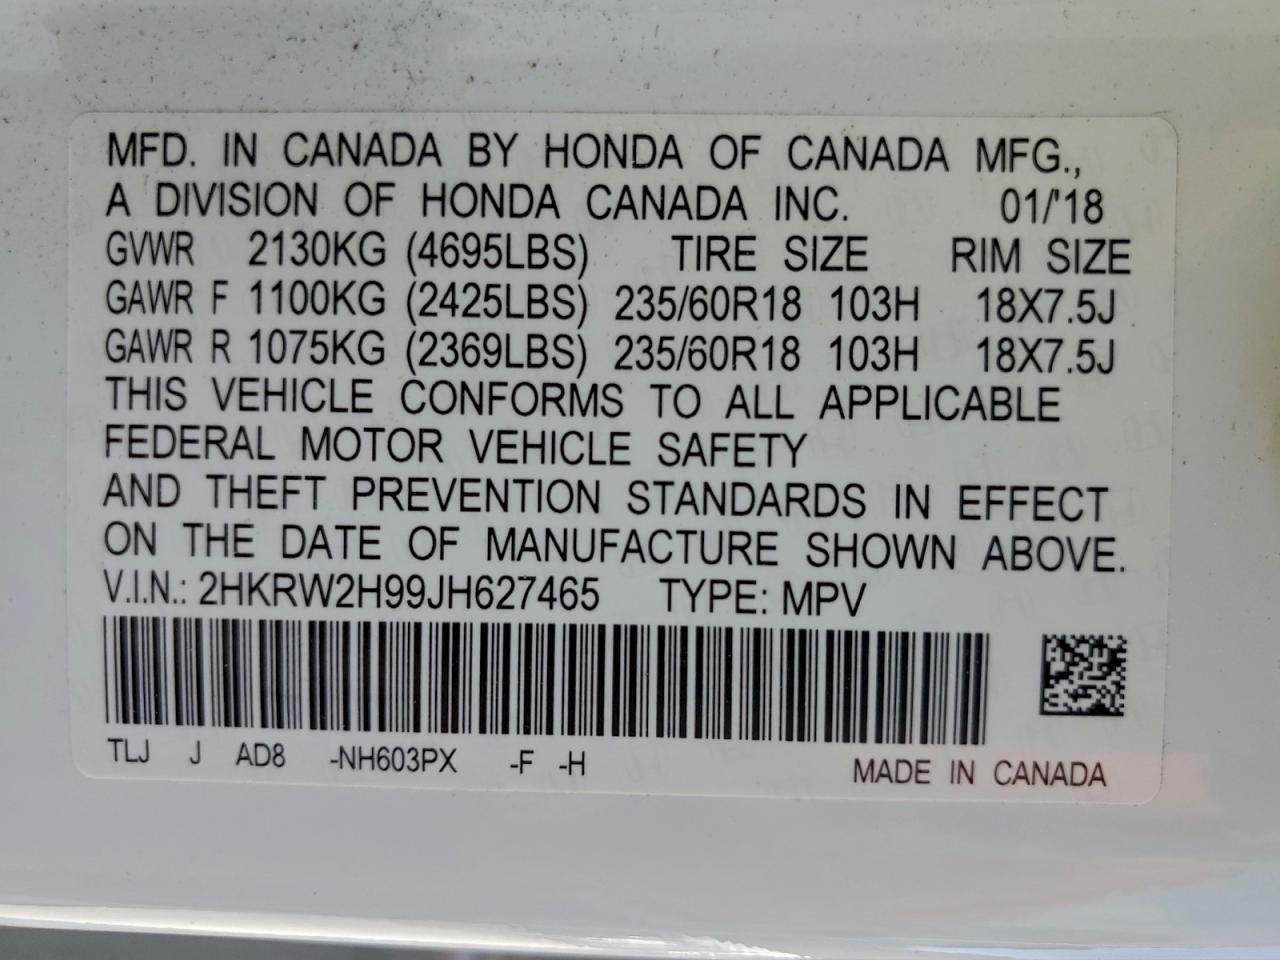 MFD. IN CANADA BY HONDA OF CANADA MFG.,
A DIVISION OF HONDA CANADA INC. 01/'18
GVWR 2130KG (4695LBS) TIRE SIZE RIM SIZE
GAWR F 1100KG (2425LBS) 235/60R18 103H 18X7.5J
GAWR R 1075KG (2369LBS) 235/60R18 103H 18X7.5J
THIS VEHICLE CONFORMS TO ALL APPLICABLE
FEDERAL MOTOR VEHICLE SAFETY
AND THEFT PREVENTION STANDARDS IN EFFECT
ON THE DATE OF MANUFACTURE SHOWN ABOVE.
V.I.N.: 2HKRW2H99JH627465 TYPE: MPV
TLJ J AD8 -NH603PX -F -H MADE IN CANADA